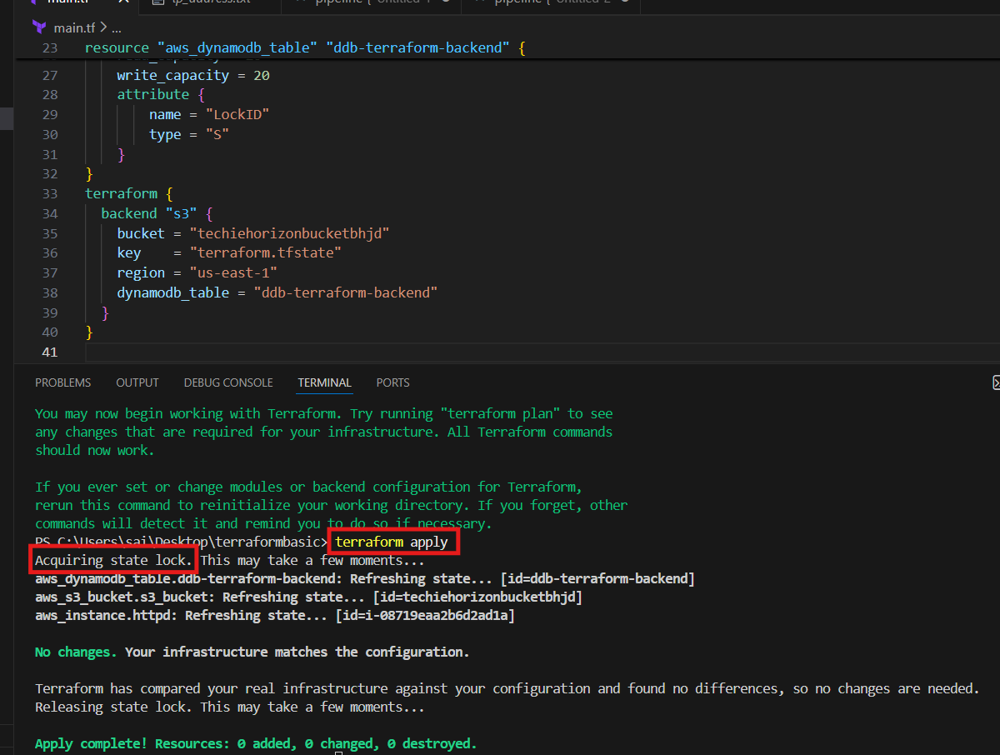 main.tf
ip_address.txt
pipeline { Untitled-1
pipeline { Untitled-2
main.tf > ...
23 resource "aws_dynamodb_table" "ddb-terraform-backend" {
27 write_capacity = 20
28 attribute {
29 name = "LockID"
30 type = "S"
31 }
32 }
33 terraform {
34 backend "s3" {
35 bucket = "techiehorizonbucketbhjd"
36 key    = "terraform.tfstate"
37 region = "us-east-1"
38 dynamodb_table = "ddb-terraform-backend"
39 }
40 }
41
PROBLEMS OUTPUT DEBUG CONSOLE TERMINAL PORTS
You may now begin working with Terraform. Try running "terraform plan" to see
any changes that are required for your infrastructure. All Terraform commands
should now work.
If you ever set or change modules or backend configuration for Terraform,
rerun this command to reinitialize your working directory. If you forget, other
commands will detect it and remind you to do so if necessary.
PS C:\Users\sai\Desktop\terraformbasic> terraform apply
Acquiring state lock. This may take a few moments...
aws_dynamodb_table.ddb-terraform-backend: Refreshing state... [id=ddb-terraform-backend]
aws_s3_bucket.s3_bucket: Refreshing state... [id=techiehorizonbucketbhjd]
aws_instance.httpd: Refreshing state... [id=i-08719eaa2b6d2ad1a]
No changes. Your infrastructure matches the configuration.
Terraform has compared your real infrastructure against your configuration and found no differences, so no changes are needed.
Releasing state lock. This may take a few moments...
Apply complete! Resources: 0 added, 0 changed, 0 destroyed.